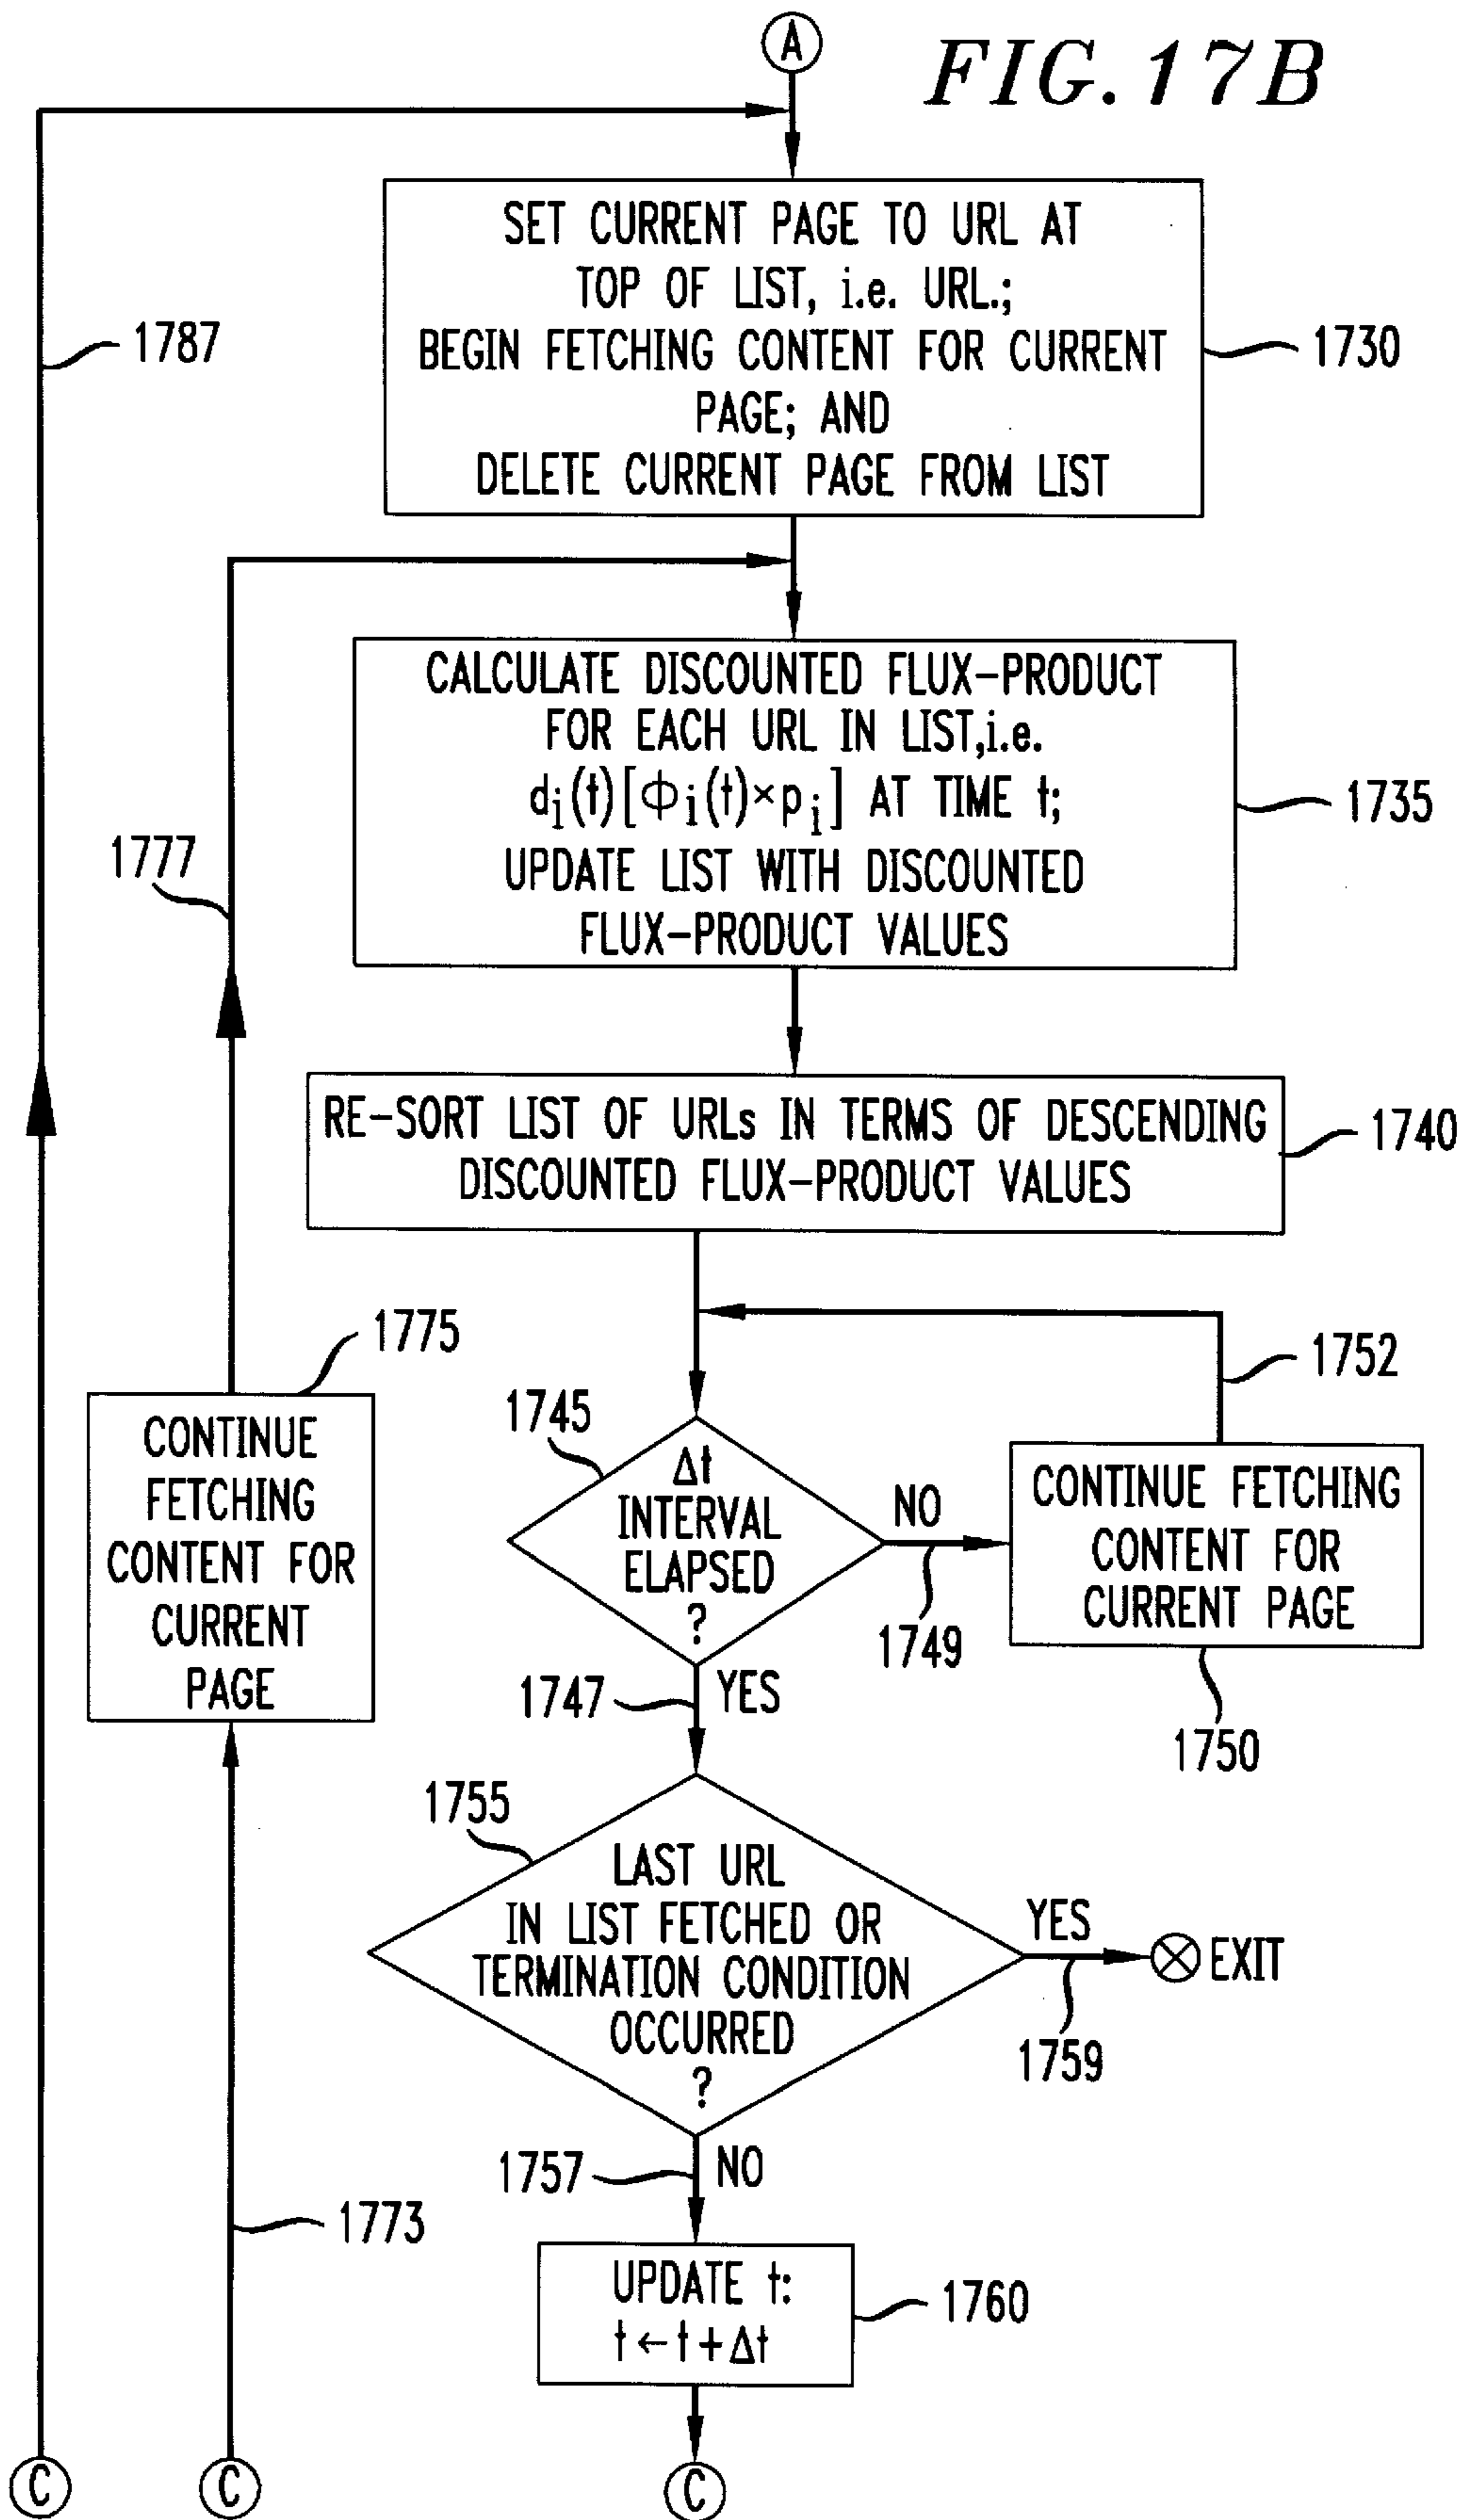 A
FIG. 17B
SET CURRENT PAGE TO URL AT
TOP OF LIST, i.e. URL.;
BEGIN FETCHING CONTENT FOR CURRENT
PAGE; AND
DELETE CURRENT PAGE FROM LIST
1787
1730
CALCULATE DISCOUNTED FLUX-PRODUCT
FOR EACH URL IN LIST,i.e.
di(t)[Φi(t)×pi] AT TIME t;
UPDATE LIST WITH DISCOUNTED
FLUX-PRODUCT VALUES
1735
1777
RE-SORT LIST OF URLs IN TERMS OF DESCENDING
DISCOUNTED FLUX-PRODUCT VALUES
1740
1775
CONTINUE
FETCHING
CONTENT FOR
CURRENT
PAGE
1752
1745
Δt
INTERVAL
ELAPSED
?
NO
1749
CONTINUE FETCHING
CONTENT FOR
CURRENT PAGE
1750
1747
YES
1755
LAST URL
IN LIST FETCHED OR
TERMINATION CONDITION
OCCURRED
?
YES
EXIT
1759
1757
NO
1773
UPDATE t:
t←t+Δt
1760
C
C
C